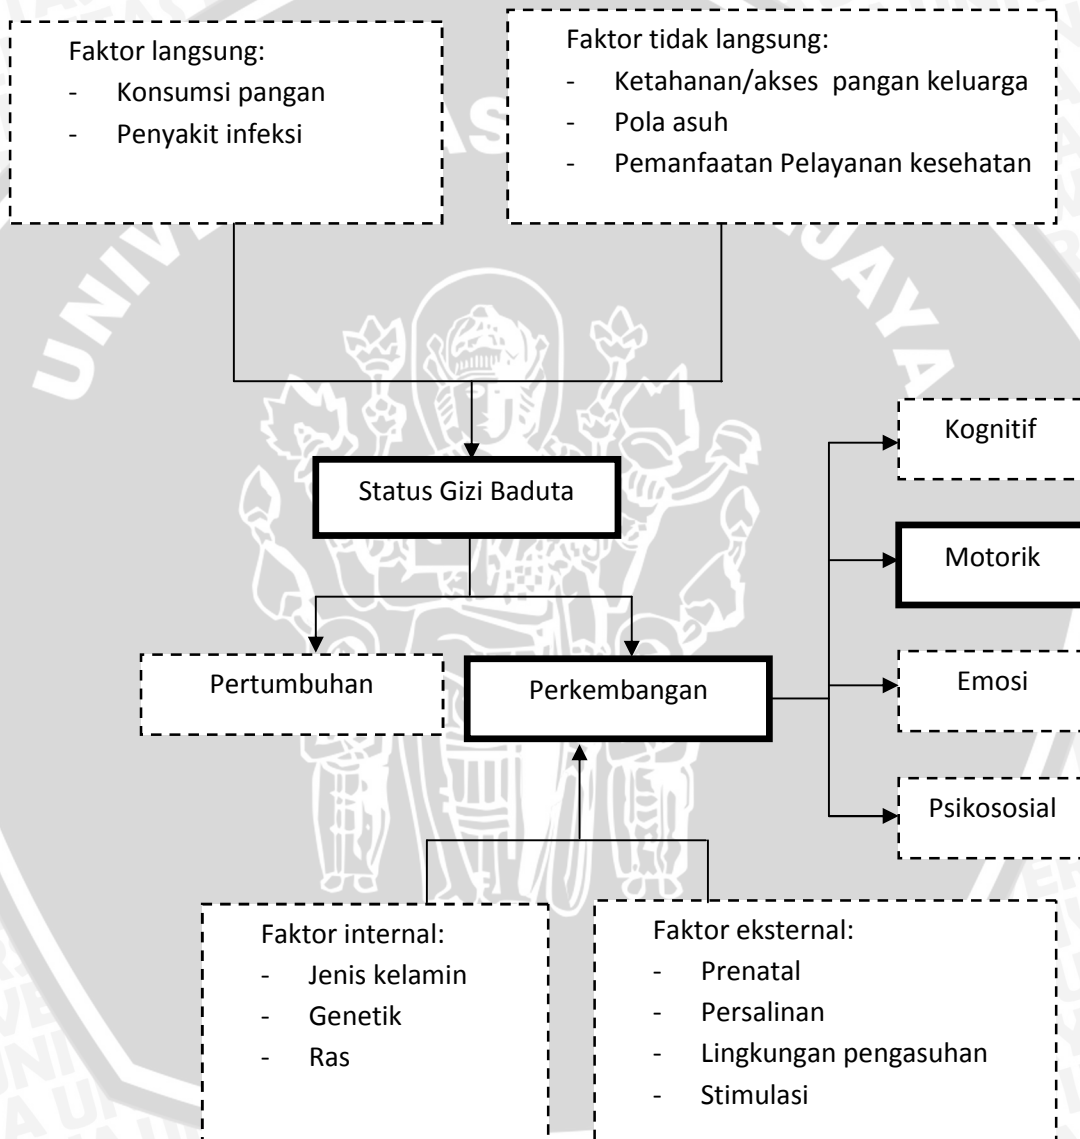 Faktor langsung:
- Konsumsi pangan
- Penyakit infeksi
Faktor tidak langsung:
- Ketahanan/akses pangan keluarga
- Pola asuh
- Pemanfaatan Pelayanan kesehatan
Kognitif
Status Gizi Baduta
Motorik
Pertumbuhan
Perkembangan
Emosi
Psikososial
Faktor internal:
- Jenis kelamin
- Genetik
- Ras
Faktor eksternal:
- Prenatal
- Persalinan
- Lingkungan pengasuhan
- Stimulasi